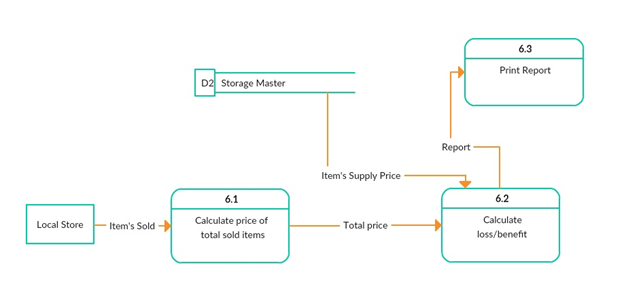 6.3
Print Report
D2 Storage Master
Report
Item's Supply Price
6.1
Calculate price of
total sold items
6.2
Calculate
loss/benefit
Local Store
Item's Sold
Total price